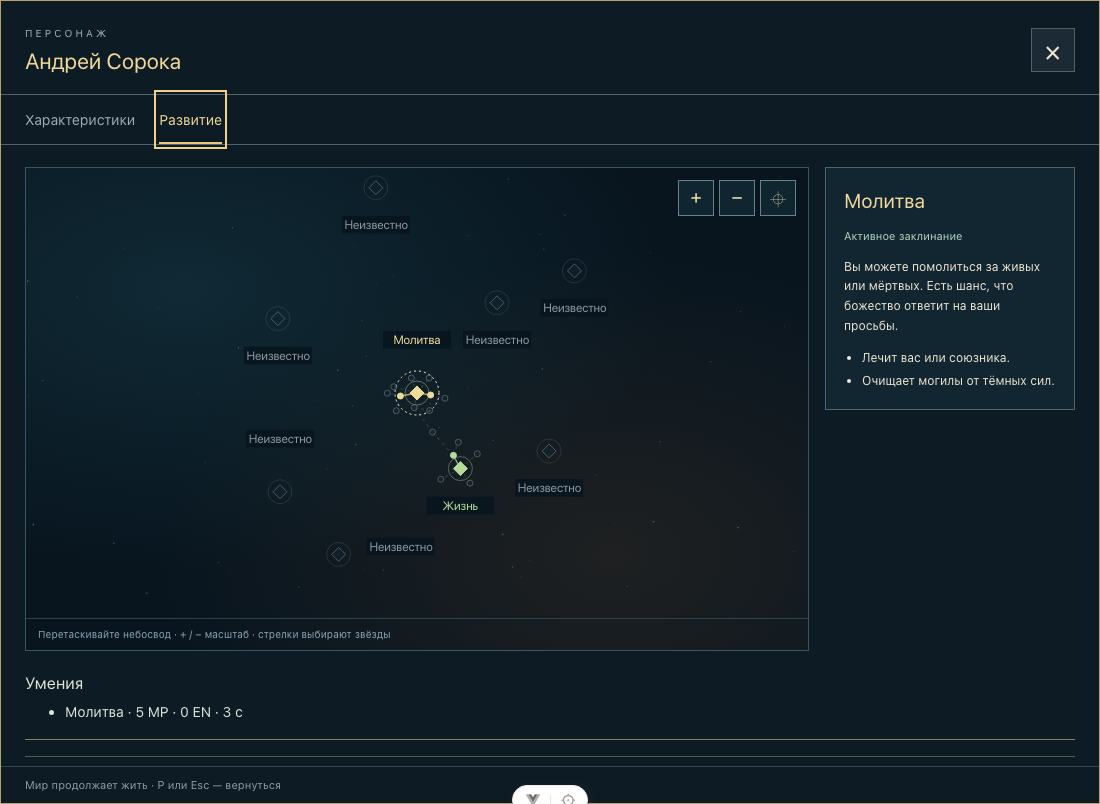 ПЕРСОНАЖ
Андрей Сорока
Характеристики
Развитие
Неизвестно
Неизвестно
Молитва
Неизвестно
Неизвестно
Неизвестно
Неизвестно
Жизнь
Неизвестно
Перетаскивайте небосвод · + / − масштаб · стрелки выбирают звёзды
Молитва
Активное заклинание
Вы можете помолиться за живых
или мёртвых. Есть шанс, что
божество ответит на ваши
просьбы.
• Лечит вас или союзника.
• Очищает могилы от тёмных сил.
Умения
• Молитва · 5 MP · 0 EN · 3 с
Мир продолжает жить · P или Esc — вернуться